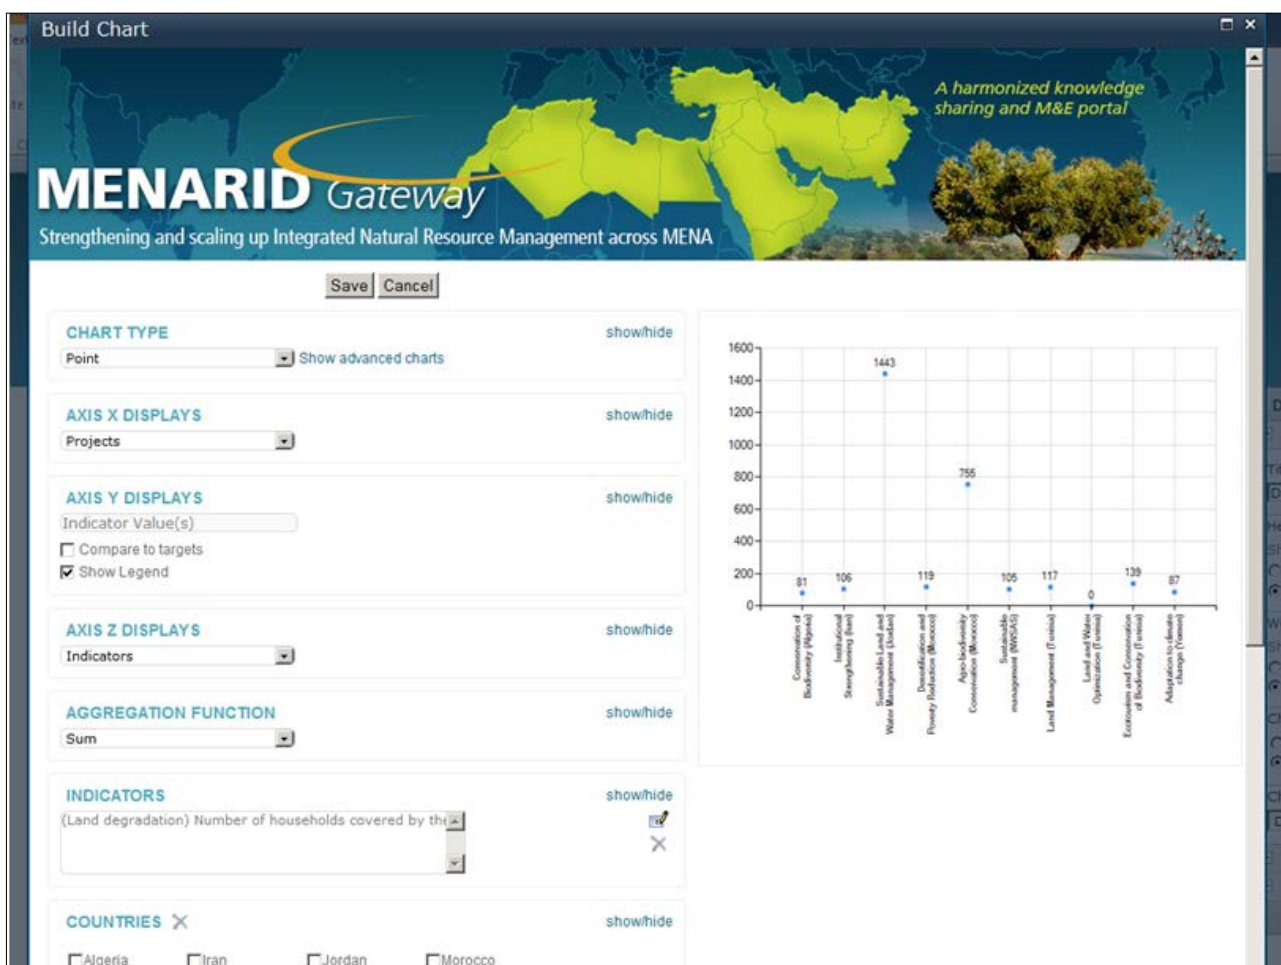 Build Chart
A harmonized knowledge
sharing and M&E portal
MENARID Gateway
Strengthening and scaling up Integrated Natural Resource Management across MENA
Save Cancel
CHART TYPE show/hide
Point Show advanced charts
AXIS X DISPLAYS show/hide
Projects
AXIS Y DISPLAYS show/hide
Indicator Value(s)
Compare to targets
Show Legend
AXIS Z DISPLAYS show/hide
Indicators
AGGREGATION FUNCTION show/hide
Sum
INDICATORS show/hide
(Land degradation) Number of households covered by the
COUNTRIES show/hide
Algeria Iran Jordan Morocco
1600
1400
1200
1000
800
600
400
200
0
81
106
1443
119
755
105
117
0
139
87
Conservation of
Biodiversity (Algeria)
Institutional
Strengthening (Iran)
Sustainable Land and
Water Management (Jordan)
Desertification and
Poverty Reduction (Morocco)
Agro-biodiversity
Conservation (Morocco)
Sustainable
management (NWSAS)
Land Management (Tunisia)
Land and Water
Optimization (Tunisia)
Ecotourism and Conservation
of Biodiversity (Tunisia)
Adaptation to climate
change (Yemen)